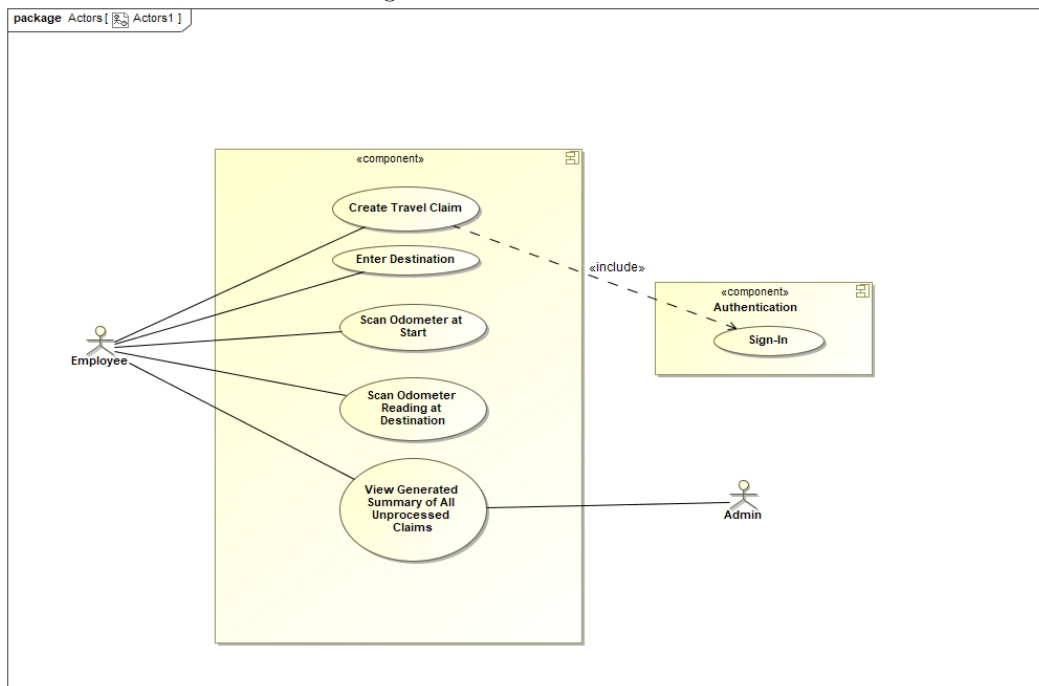 package Actors [ Actors1 ]
«component»
Create Travel Claim
Enter Destination
«include»
«component»
Authentication
Sign-In
Scan Odometer at
Start
Employee
Scan Odometer
Reading at
Destination
View Generated
Summary of All
Unprocessed
Claims
Admin